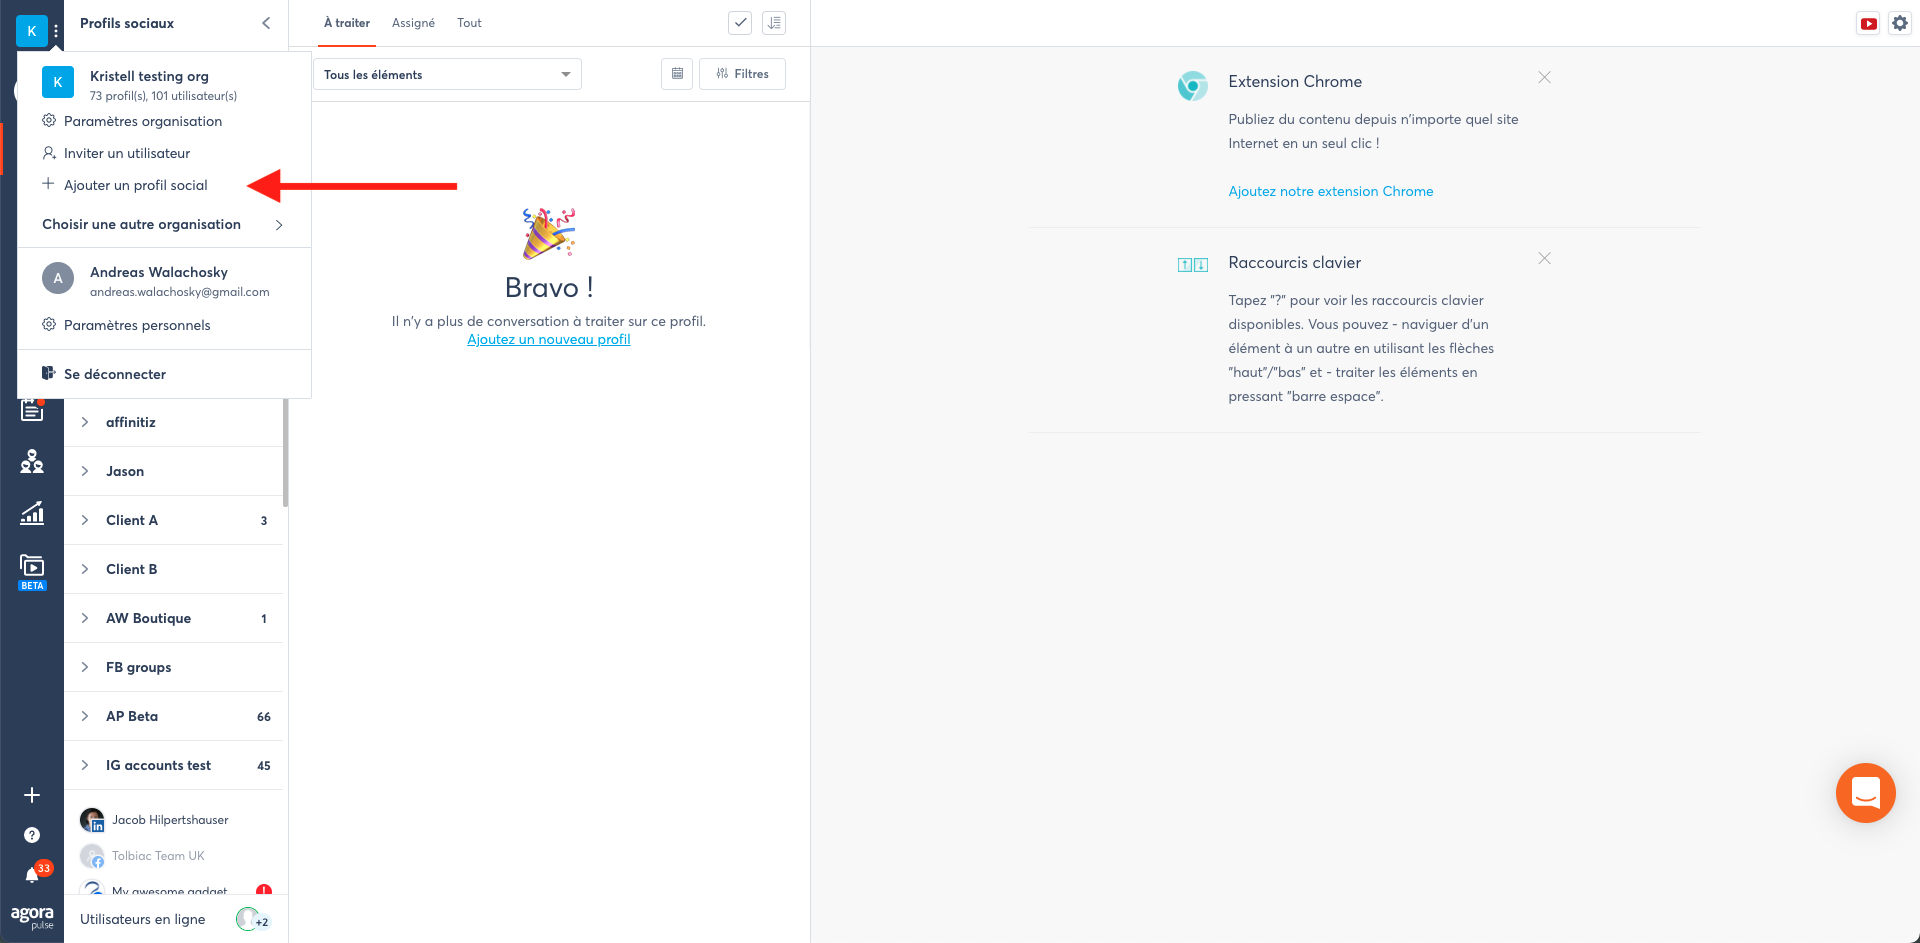 K
Profils sociaux
À traiter
Assigné
Tout
K
Kristell testing org
73 profil(s), 101 utilisateur(s)
Paramètres organisation
Inviter un utilisateur
Ajouter un profil social
Choisir une autre organisation
A
Andreas Walachosky
andreas.walachosky@gmail.com
Paramètres personnels
Se déconnecter
BETA
affinitiz
Jason
Client A
3
Client B
AW Boutique
1
FB groups
AP Beta
66
IG accounts test
45
Jacob Hilpertshauser
Tolbiac Team UK
My awesome gadget
!
Utilisateurs en ligne
+2
?
33
agora
pulse
Tous les éléments
Filtres
Bravo !
Il n'y a plus de conversation à traiter sur ce profil.
Ajoutez un nouveau profil
Extension Chrome
Publiez du contenu depuis n'importe quel site
Internet en un seul clic !
Ajoutez notre extension Chrome
Raccourcis clavier
Tapez "?" pour voir les raccourcis clavier
disponibles. Vous pouvez - naviguer d'un
élément à un autre en utilisant les flèches
"haut"/"bas" et - traiter les éléments en
pressant "barre espace".